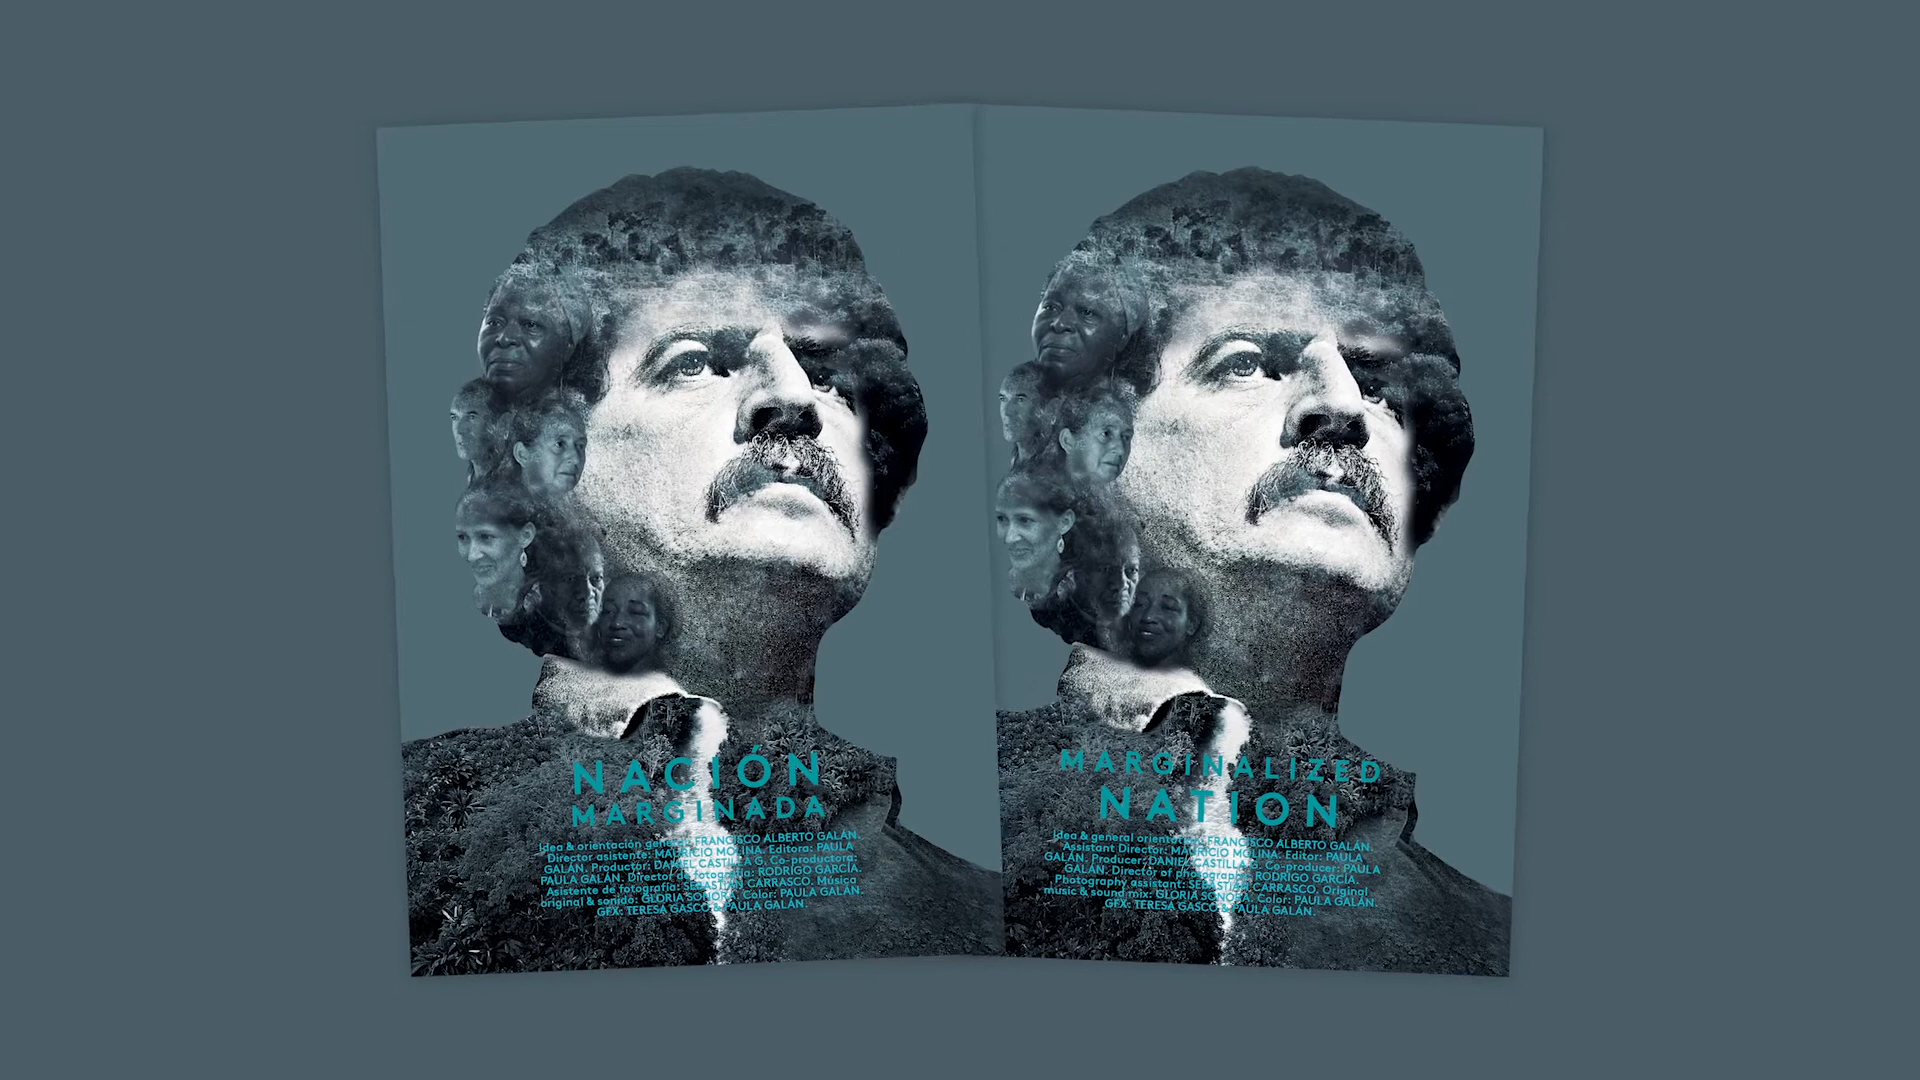 NACIÓN
MARGINADA
Idea & orientación general: FRANCISCO ALBERTO GALÁN.
Director asistente: MAURICIO MOLINA. Editora: PAULA
GALÁN. Productor: DANIEL CASTILLA G. Co-productora:
PAULA GALÁN. Director de fotografía: RODRIGO GARCÍA.
Asistente de fotografía: SEBASTIÁN CARRASCO. Música
original & sonido: GLORIA SONORA. Color: PAULA GALÁN.
GFX: TERESA GASCÓ & PAULA GALÁN.
MARGINALIZED
NATION
Idea & general orientation: FRANCISCO ALBERTO GALÁN.
Assistant Director: MAURICIO MOLINA. Editor: PAULA
GALÁN. Producer: DANIEL CASTILLA G. Co-producer: PAULA
GALÁN. Director of photography: RODRIGO GARCÍA.
Photography assistant: SEBASTIÁN CARRASCO. Original
music & sound mix: GLORIA SONORA. Color: PAULA GALÁN.
GFX: TERESA GASCÓ & PAULA GALÁN.